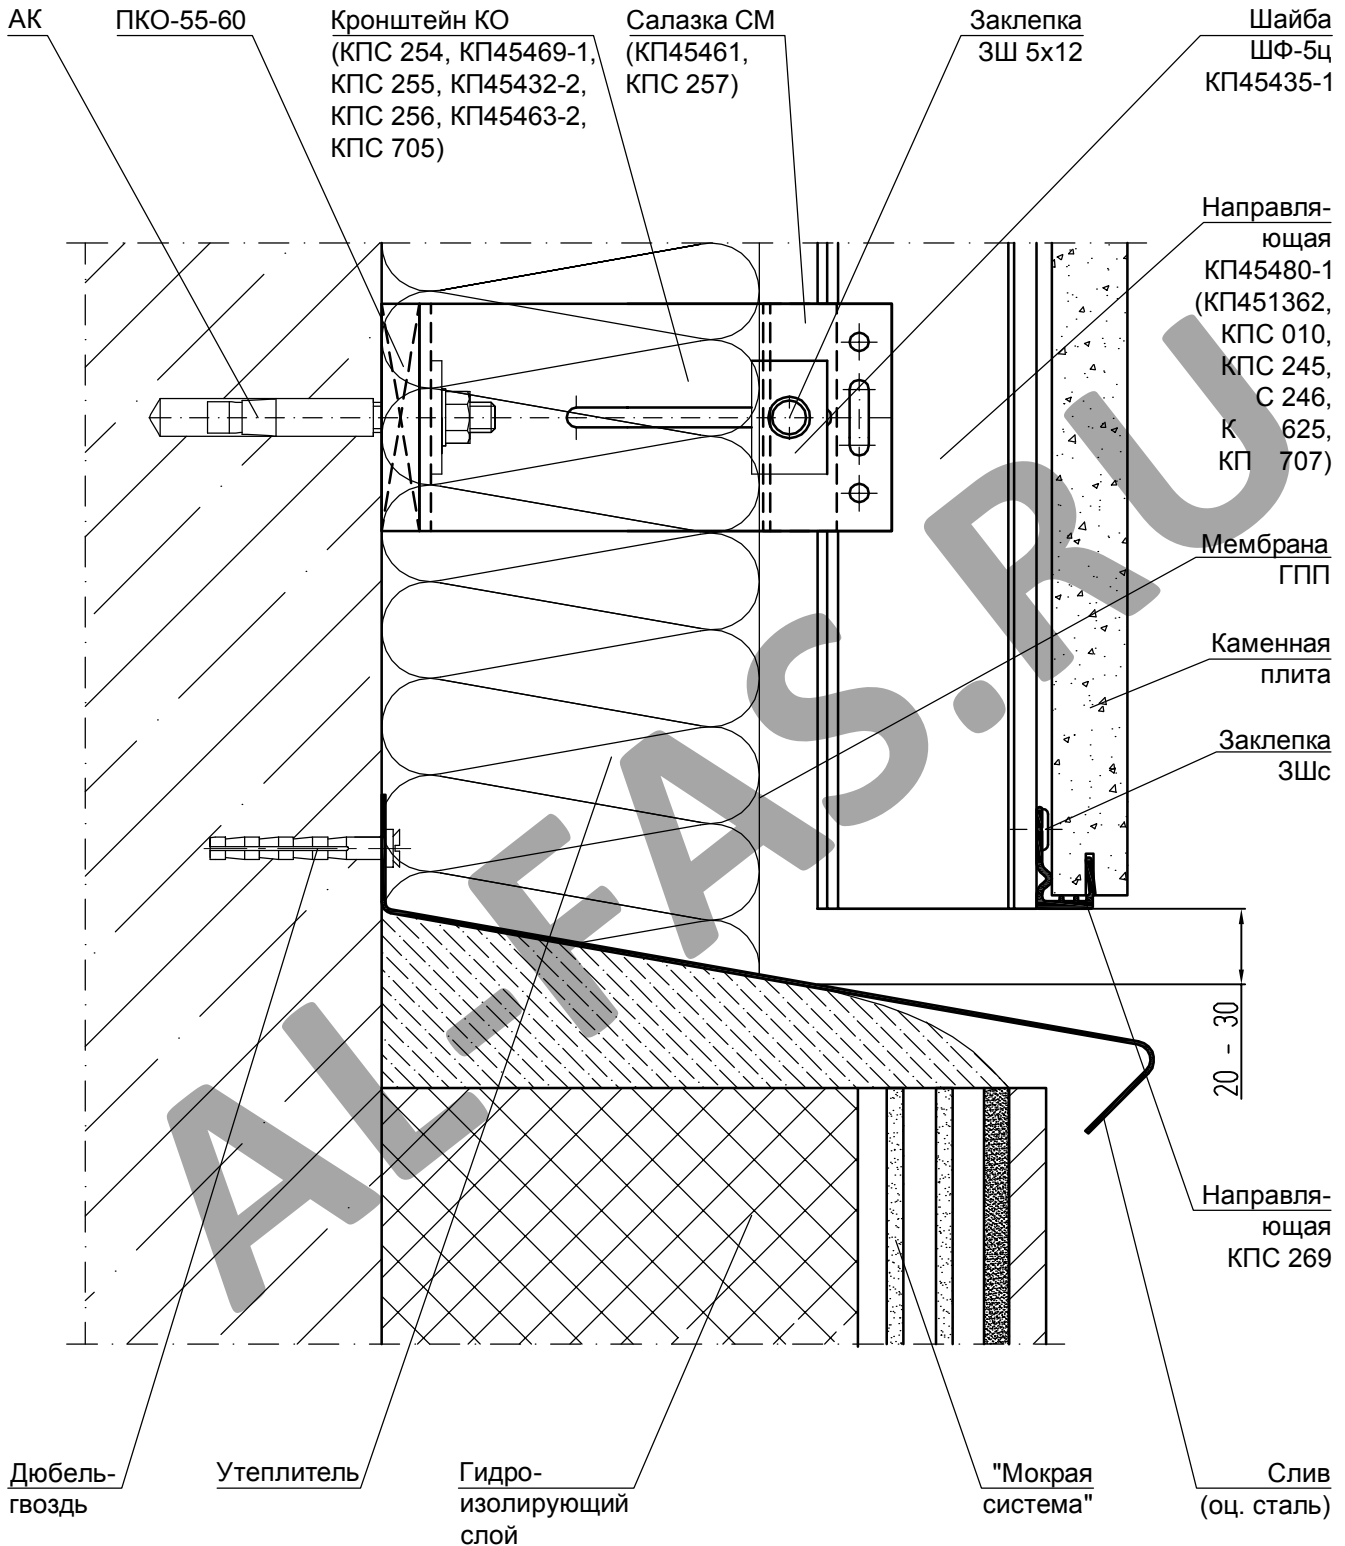 АК
ПКО-55-60
Кронштейн КО
(КПС 254, КП45469-1,
КПС 255, КП45432-2,
КПС 256, КП45463-2,
КПС 705)
Салазка СМ
(КП45461,
КПС 257)
Заклепка
ЗШ 5х12
Шайба
ШФ-5ц
КП45435-1
Направля-
ющая
КП45480-1
(КП451362,
КПС 010,
КПС 245,
С 246,
К 625,
КП 707)
Мембрана
ГПП
Каменная
плита
Заклепка
ЗШс
20 - 30
Направля-
ющая
КПС 269
Дюбель-
гвоздь
Утеплитель
Гидро-
изолирующий
слой
"Мокрая
система"
Слив
(оц. сталь)
AL-FAS.RU